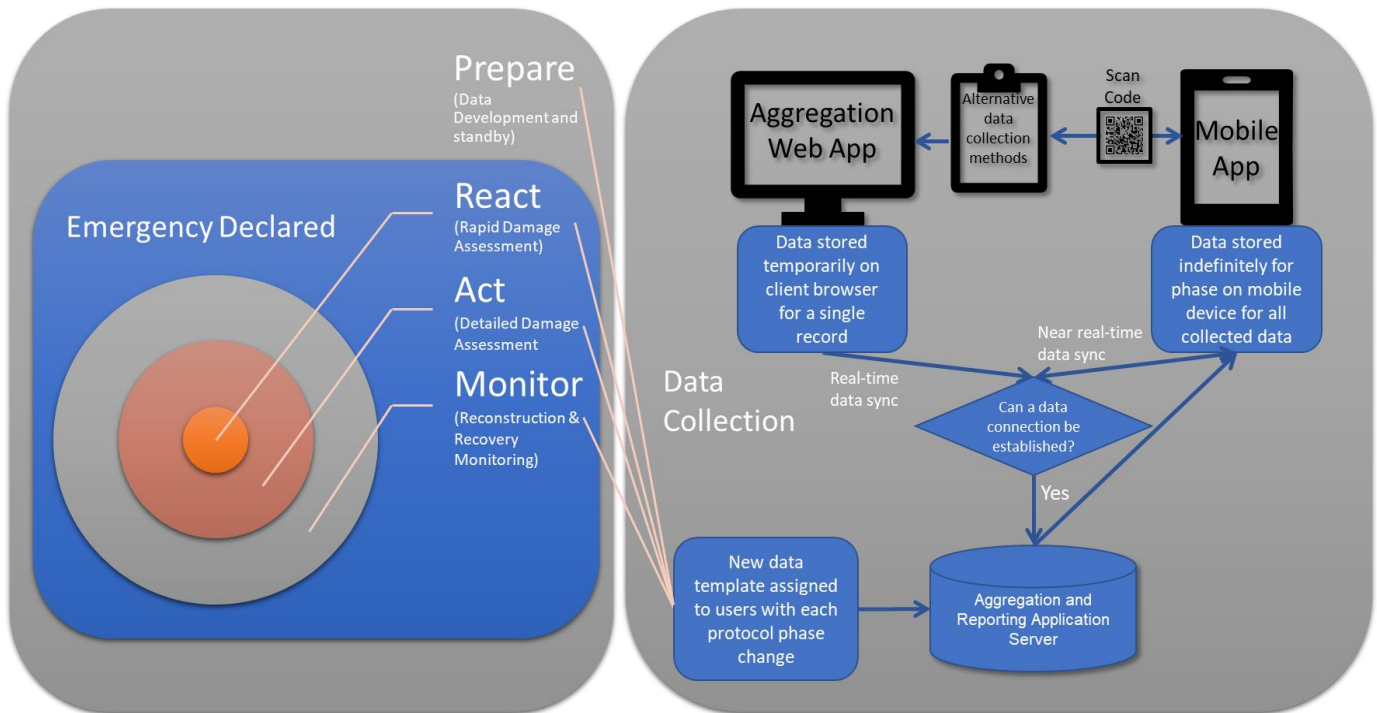 Prepare
(Data
Development and
standby)
Emergency Declared
React
(Rapid Damage
Assessment)
Act
(Detailed Damage
Assessment
Monitor
(Reconstruction &
Recovery
Monitoring)
Data
Collection
Aggregation
Web App
Alternative
data
collection
methods
Scan
Code
Mobile
App
Data stored
temporarily on
client browser
for a single
record
Data stored
indefinitely for
phase on mobile
device for all
collected data
Real-time
data sync
Near real-time
data sync
Can a data
connection be
established?
Yes
New data
template assigned
to users with each
protocol phase
change
Aggregation and
Reporting Application
Server